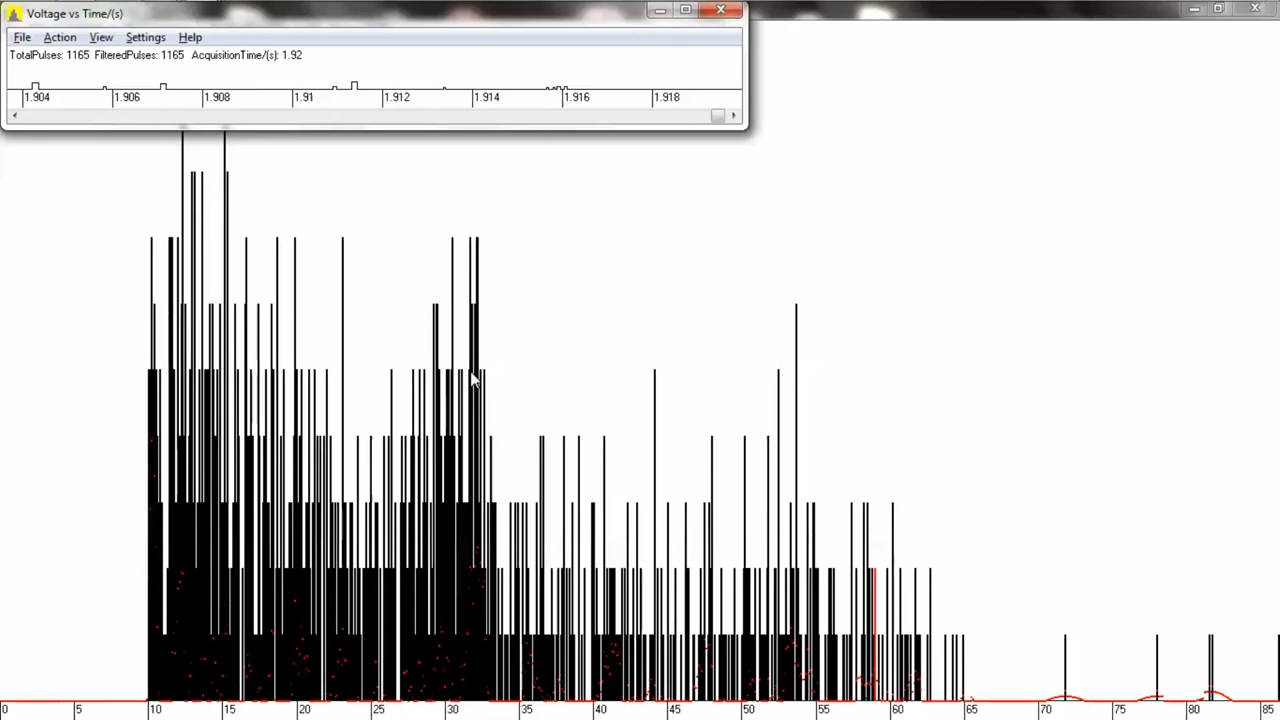 Voltage vs Time/(s)
File Action View Settings Help
TotalPulses: 1165 FilteredPulses: 1165 AcquisitionTime/(s): 1.92
1.904 1.906 1.908 1.91 1.912 1.914 1.916 1.918
0 5 10 15 20 25 30 35 40 45 50 55 60 65 70 75 80 85